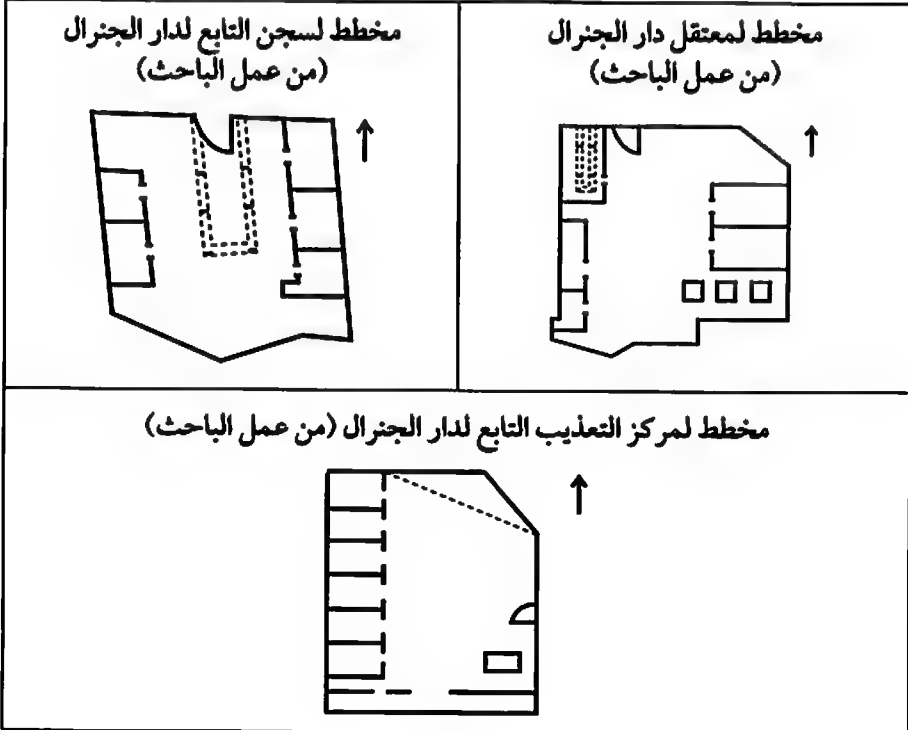 مخطط لمعتقل دار الجنرال
(من عمل الباحث)
مخطط لسجن التابع لدار الجنرال
(من عمل الباحث)
مخطط لمركز التعذيب التابع لدار الجنرال (من عمل الباحث)